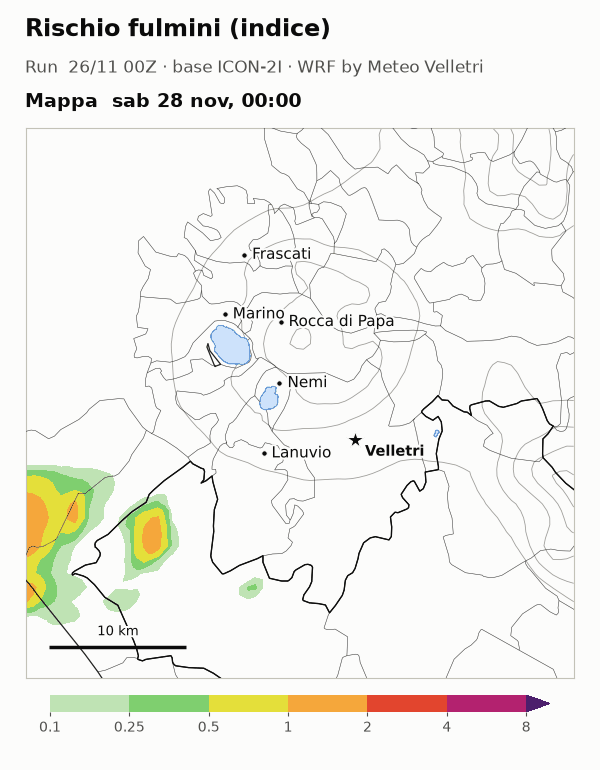 Rischio fulmini (indice)
Run  26/11 00Z · base ICON-2I · WRF by Meteo Velletri
Mappa  sab 28 nov, 00:00
Frascati
Marino
Rocca di Papa
Nemi
Velletri
Lanuvio
10 km
0.1 0.25 0.5 1 2 4 8